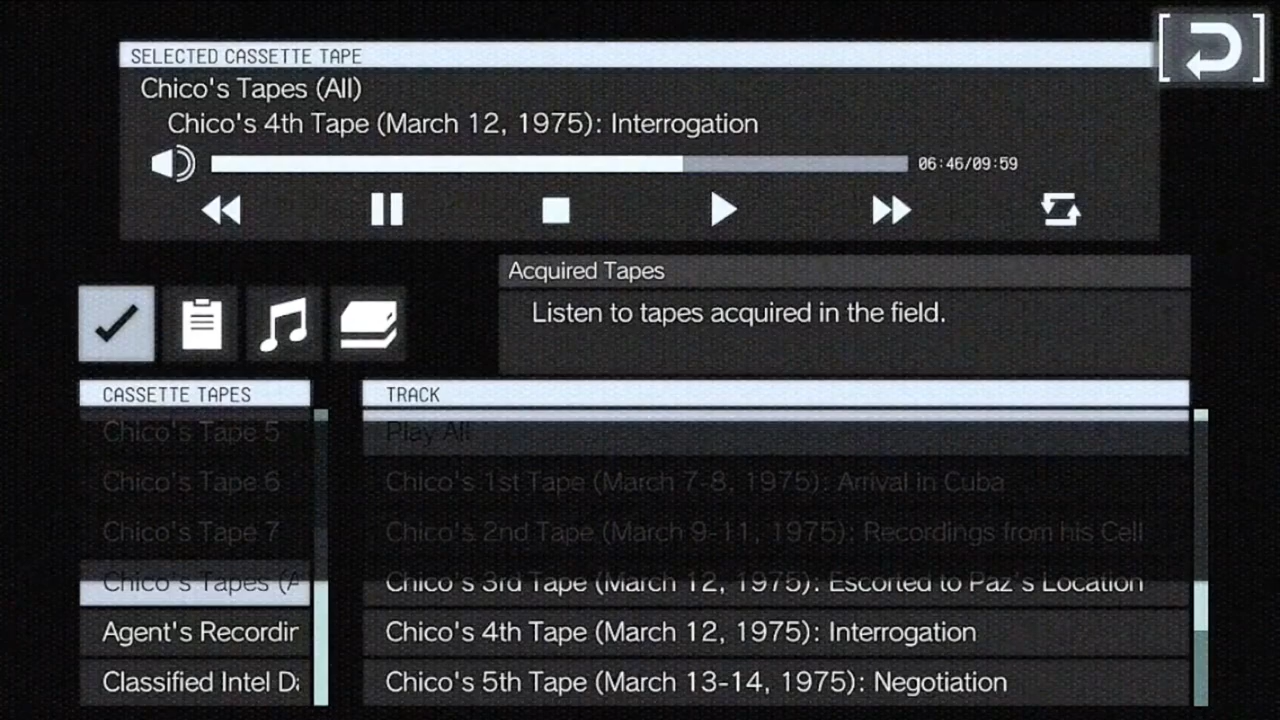 SELECTED CASSETTE TAPE
Chico's Tapes (All)
Chico's 4th Tape (March 12, 1975): Interrogation
06:46/09:59
Acquired Tapes
Listen to tapes acquired in the field.
CASSETTE TAPES
Chico's Tape 5
Chico's Tape 6
Chico's Tape 7
Chico's Tapes (A
Agent's Recordin
Classified Intel Da
TRACK
Play All
Chico's 1st Tape (March 7-8, 1975): Arrival in Cuba
Chico's 2nd Tape (March 9-11, 1975): Recordings from his Cell
Chico's 3rd Tape (March 12, 1975): Escorted to Paz's Location
Chico's 4th Tape (March 12, 1975): Interrogation
Chico's 5th Tape (March 13-14, 1975): Negotiation